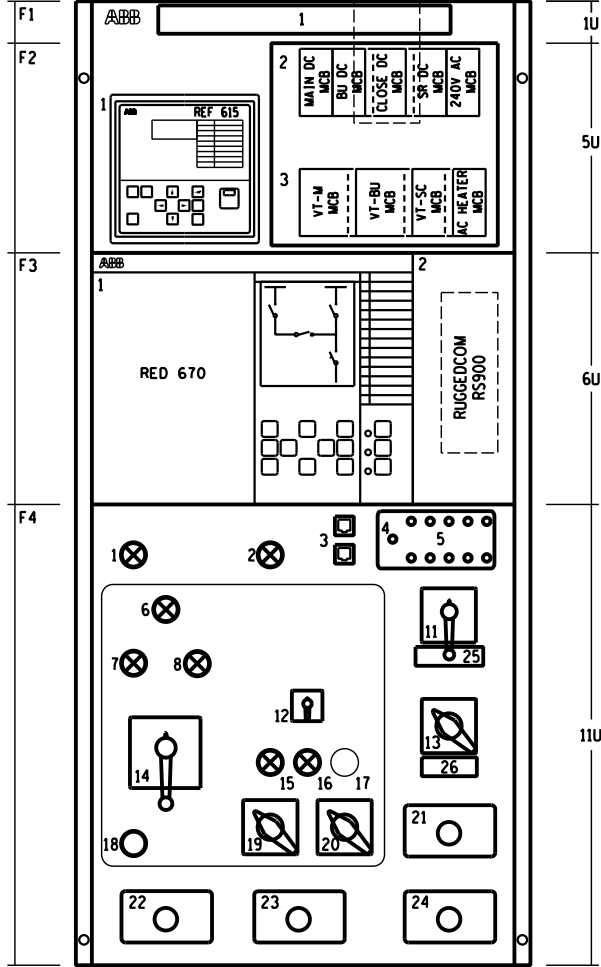 F1
ABB
1
1U
F2
1
ABB
REF 615
2
MAIN DC
MCB
BU DC
MCB
CLOSE DC
MCB
SR DC
MCB
240V AC
MCB
5U
3
VT-M
MCB
VT-BU
MCB
VT-SC
MCB
AC HEATER
MCB
F3
ABB
1
2
RED 670
RUGGEDCOM
RS900
6U
F4
1
2
3
4
5
6
7
8
11
25
12
13
26
14
15
16
17
18
19
20
21
22
23
24
11U